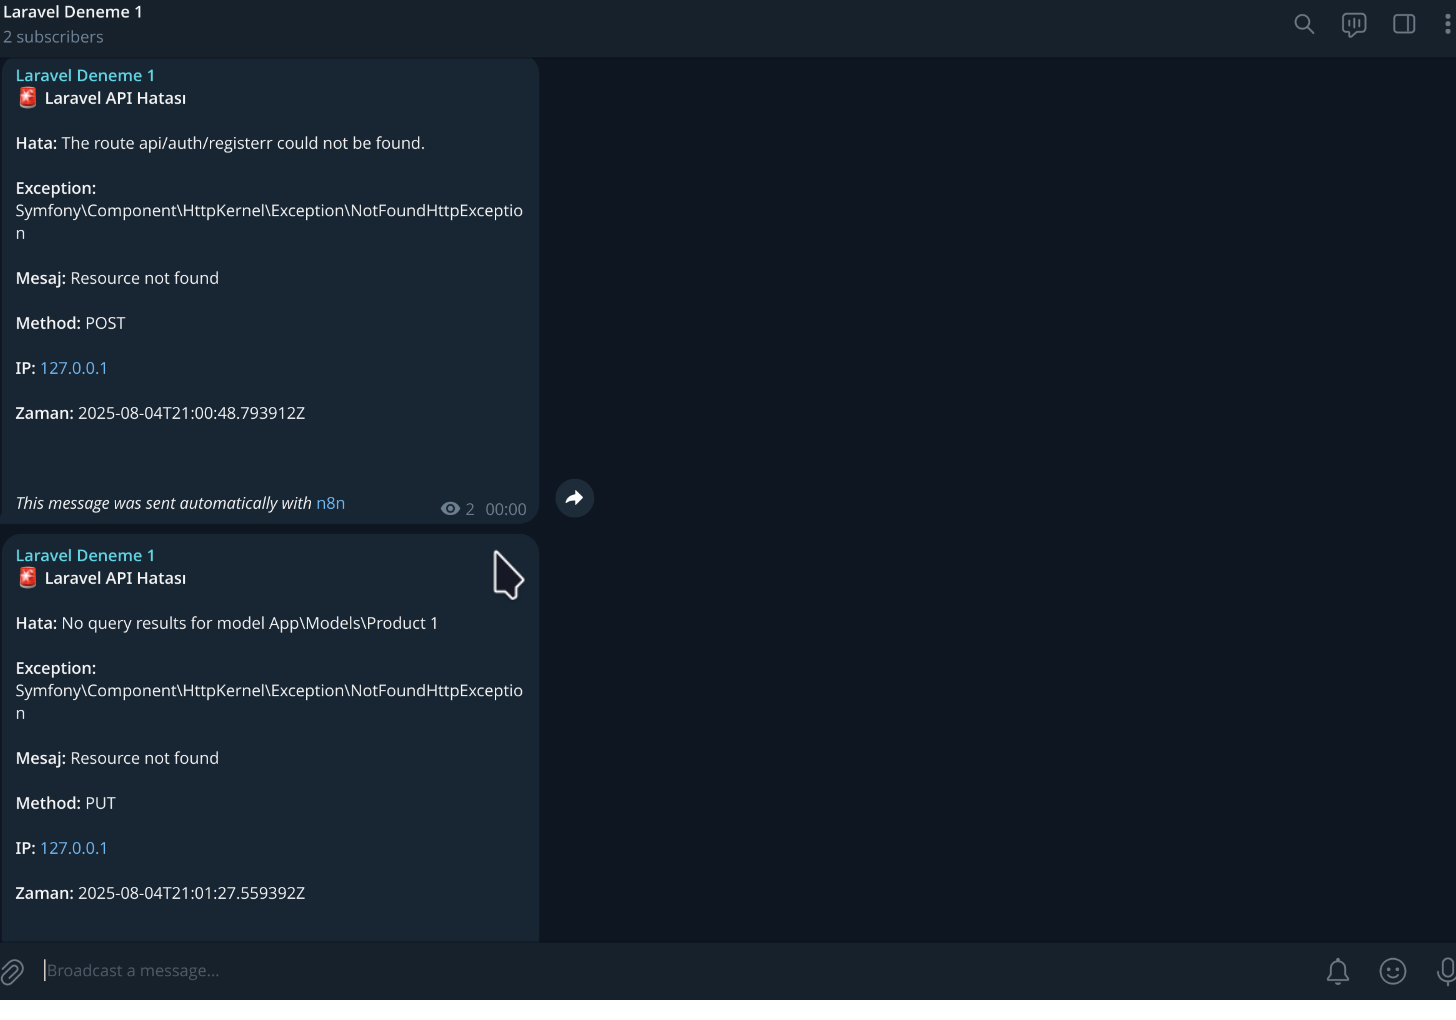 Laravel Deneme 1
2 subscribers
Laravel Deneme 1
🚨 Laravel API Hatası
Hata: The route api/auth/registerr could not be found.
Exception:
Symfony\Component\HttpKernel\Exception\NotFoundHttpExceptio
n
Mesaj: Resource not found
Method: POST
IP: 127.0.0.1
Zaman: 2025-08-04T21:00:48.793912Z
This message was sent automatically with n8n
2 00:00
Laravel Deneme 1
🚨 Laravel API Hatası
Hata: No query results for model App\Models\Product 1
Exception:
Symfony\Component\HttpKernel\Exception\NotFoundHttpExceptio
n
Mesaj: Resource not found
Method: PUT
IP: 127.0.0.1
Zaman: 2025-08-04T21:01:27.559392Z
Broadcast a message...